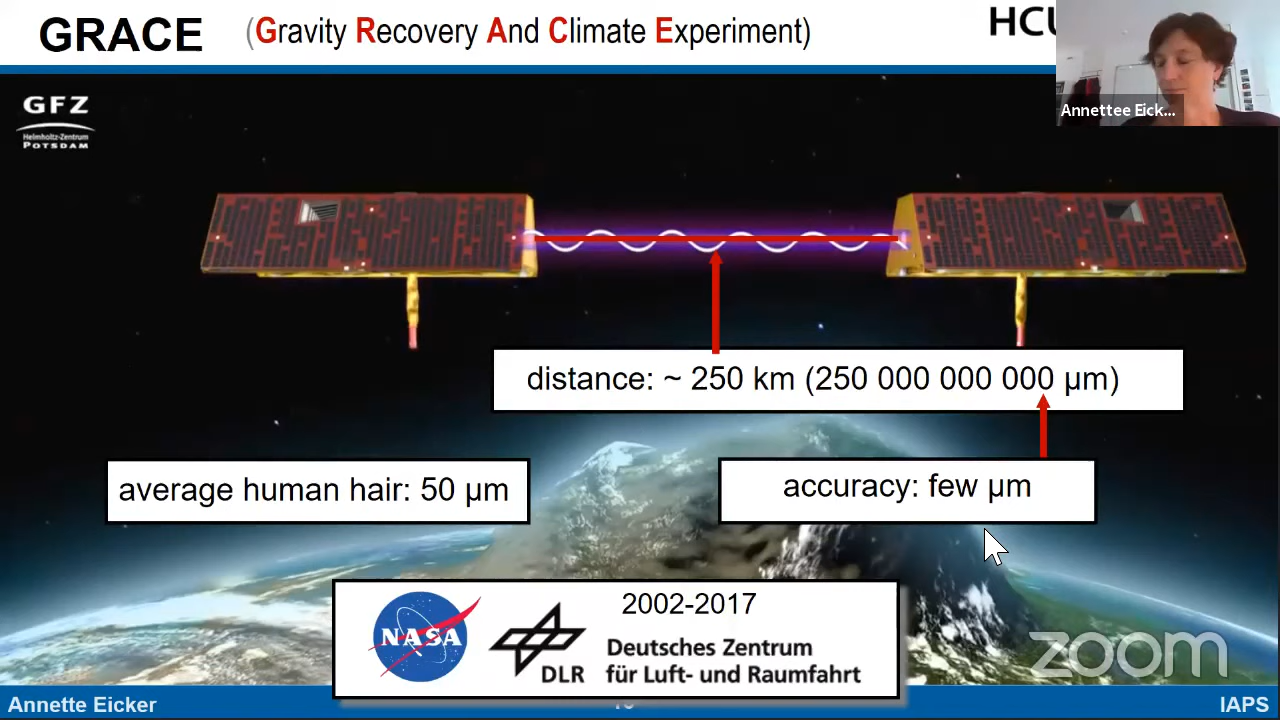 GRACE (Gravity Recovery And Climate Experiment)
HCU
Annettee Eick...
GFZ
Helmholtz-Zentrum
POTSDAM
distance: ~ 250 km (250 000 000 000 µm)
average human hair: 50 µm
accuracy: few µm
2002-2017
NASA
DLR
Deutsches Zentrum
für Luft- und Raumfahrt
zoom
Annette Eicker
IAPS